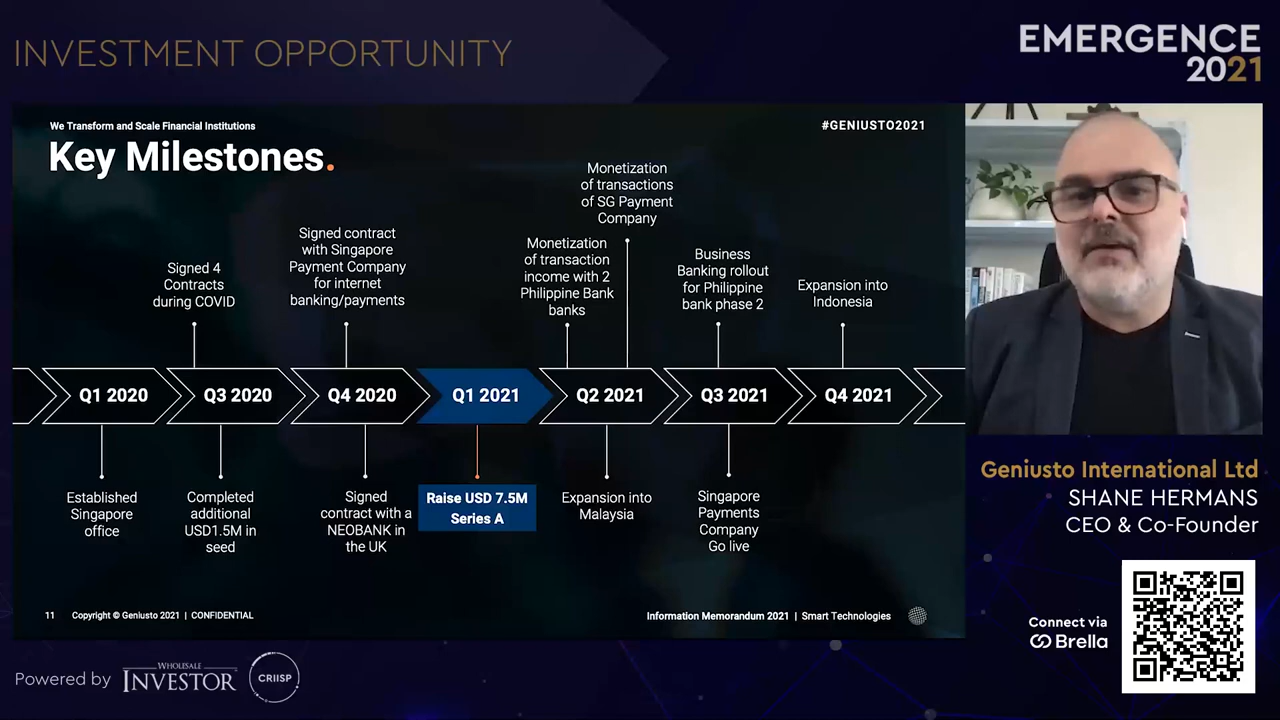 INVESTMENT OPPORTUNITY
EMERGENCE
2021
We Transform and Scale Financial Institutions
#GENIUSTO2021
Key Milestones.
Signed 4
Contracts
during COVID
Signed contract
with Singapore
Payment Company
for internet
banking/payments
Monetization
of transaction
income with 2
Philippine Bank
banks
Monetization
of transactions
of SG Payment
Company
Business
Banking rollout
for Philippine
bank phase 2
Expansion into
Indonesia
Q1 2020
Q3 2020
Q4 2020
Q1 2021
Q2 2021
Q3 2021
Q4 2021
Established
Singapore
office
Completed
additional
USD1.5M in
seed
Signed
contract with a
NEOBANK in
the UK
Raise USD 7.5M
Series A
Expansion into
Malaysia
Singapore
Payments
Company
Go live
11 Copyright © Geniusto 2021 | CONFIDENTIAL
Information Memorandum 2021 | Smart Technologies
Geniusto International Ltd
SHANE HERMANS
CEO & Co-Founder
Connect via
Brella
Powered by
WHOLESALE
INVESTOR
CRIISP